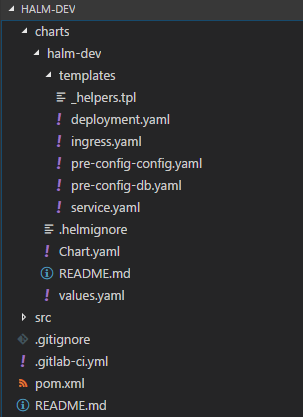 HALM-DEV
charts
halm-dev
templates
_helpers.tpl
deployment.yaml
ingress.yaml
pre-config-config.yaml
pre-config-db.yaml
service.yaml
.helmignore
Chart.yaml
README.md
values.yaml
src
.gitignore
.gitlab-ci.yml
pom.xml
README.md